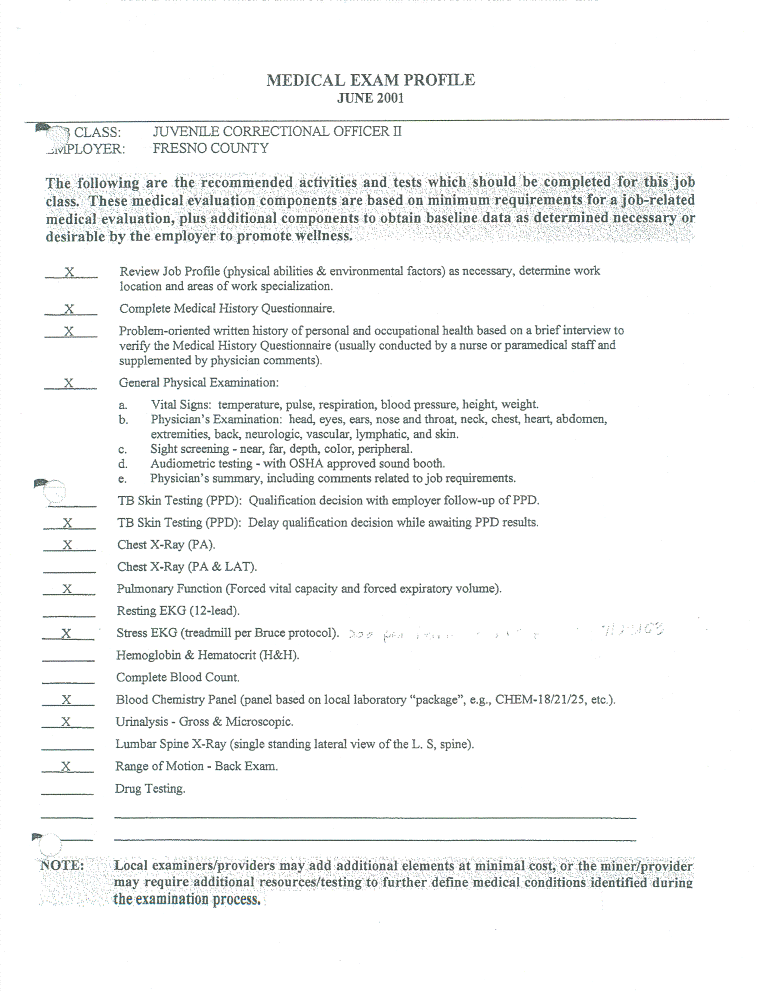 MEDICAL EXAM PROFILE
JUNE 2001
CLASS: JUVENILE CORRECTIONAL OFFICER II
MPLOYER: FRESNO COUNTY
The following are the recommended activities and tests which should be completed for this job
class. These medical evaluation components are based on minimum requirements for a job-related
medical evaluation, plus additional components to obtain baseline data as determined necessary or
desirable by the employer to promote wellness.
X Review Job Profile (physical abilities & environmental factors) as necessary, determine work
location and areas of work specialization.
X Complete Medical History Questionnaire.
X Problem-oriented written history of personal and occupational health based on a brief interview to
verify the Medical History Questionnaire (usually conducted by a nurse or paramedical staff and
supplemented by physician comments).
X General Physical Examination:
a. Vital Signs: temperature, pulse, respiration, blood pressure, height, weight.
b. Physician's Examination: head, eyes, ears, nose and throat, neck, chest, heart, abdomen,
extremities, back, neurologic, vascular, lymphatic, and skin.
c. Sight screening - near, far, depth, color, peripheral.
d. Audiometric testing - with OSHA approved sound booth.
e. Physician's summary, including comments related to job requirements.
TB Skin Testing (PPD): Qualification decision with employer follow-up of PPD.
X TB Skin Testing (PPD): Delay qualification decision while awaiting PPD results.
X Chest X-Ray (PA).
Chest X-Ray (PA & LAT).
X Pulmonary Function (Forced vital capacity and forced expiratory volume).
Resting EKG (12-lead).
X Stress EKG (treadmill per Bruce protocol).
Hemoglobin & Hematocrit (H&H).
Complete Blood Count.
X Blood Chemistry Panel (panel based on local laboratory "package", e.g., CHEM-18/21/25, etc.).
X Urinalysis - Gross & Microscopic.
Lumbar Spine X-Ray (single standing lateral view of the L. S, spine).
X Range of Motion - Back Exam.
Drug Testing.
NOTE: Local examiners/providers may add additional elements at minimal cost, or the miner/provider
may require additional resources/testing to further define medical conditions identified during
the examination process.